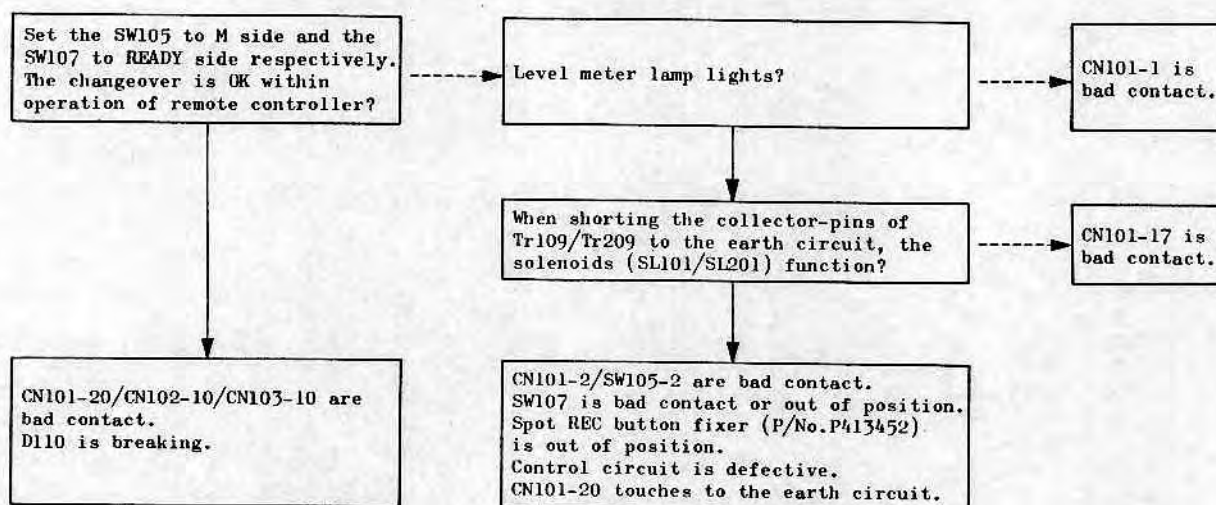 Set the SW105 to M side and the
SW107 to READY side respectively.
The changeover is OK within
operation of remote controller?
Level meter lamp lights?
CN101-1 is
bad contact.
When shorting the collector-pins of
Tr109/Tr209 to the earth circuit, the
solenoids (SL101/SL201) function?
CN101-17 is
bad contact.
CN101-20/CN102-10/CN103-10 are
bad contact.
D110 is breaking.
CN101-2/SW105-2 are bad contact.
SW107 is bad contact or out of position.
Spot REC button fixer (P/No.P413452)
is out of position.
Control circuit is defective.
CN101-20 touches to the earth circuit.